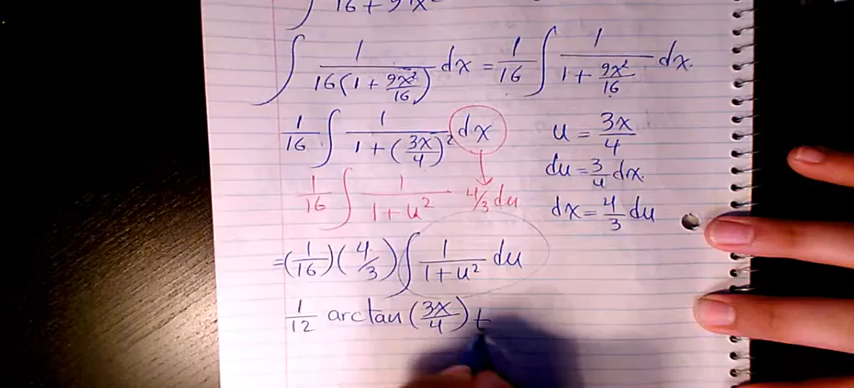 ∫ 16 + 9x²
∫ 1/(16(1 + 9x²/16)) dx = 1/16 ∫ 1/(1 + 9x²/16) dx.
1/16 ∫ 1/(1 + (3x/4)²) dx
u = 3x/4
du = 3/4 dx.
1/16 ∫ 1/(1 + u²) 4/3 du
dx = 4/3 du
= (1/16)(4/3) ∫ 1/(1 + u²) du
1/12 arctan(3x/4) +